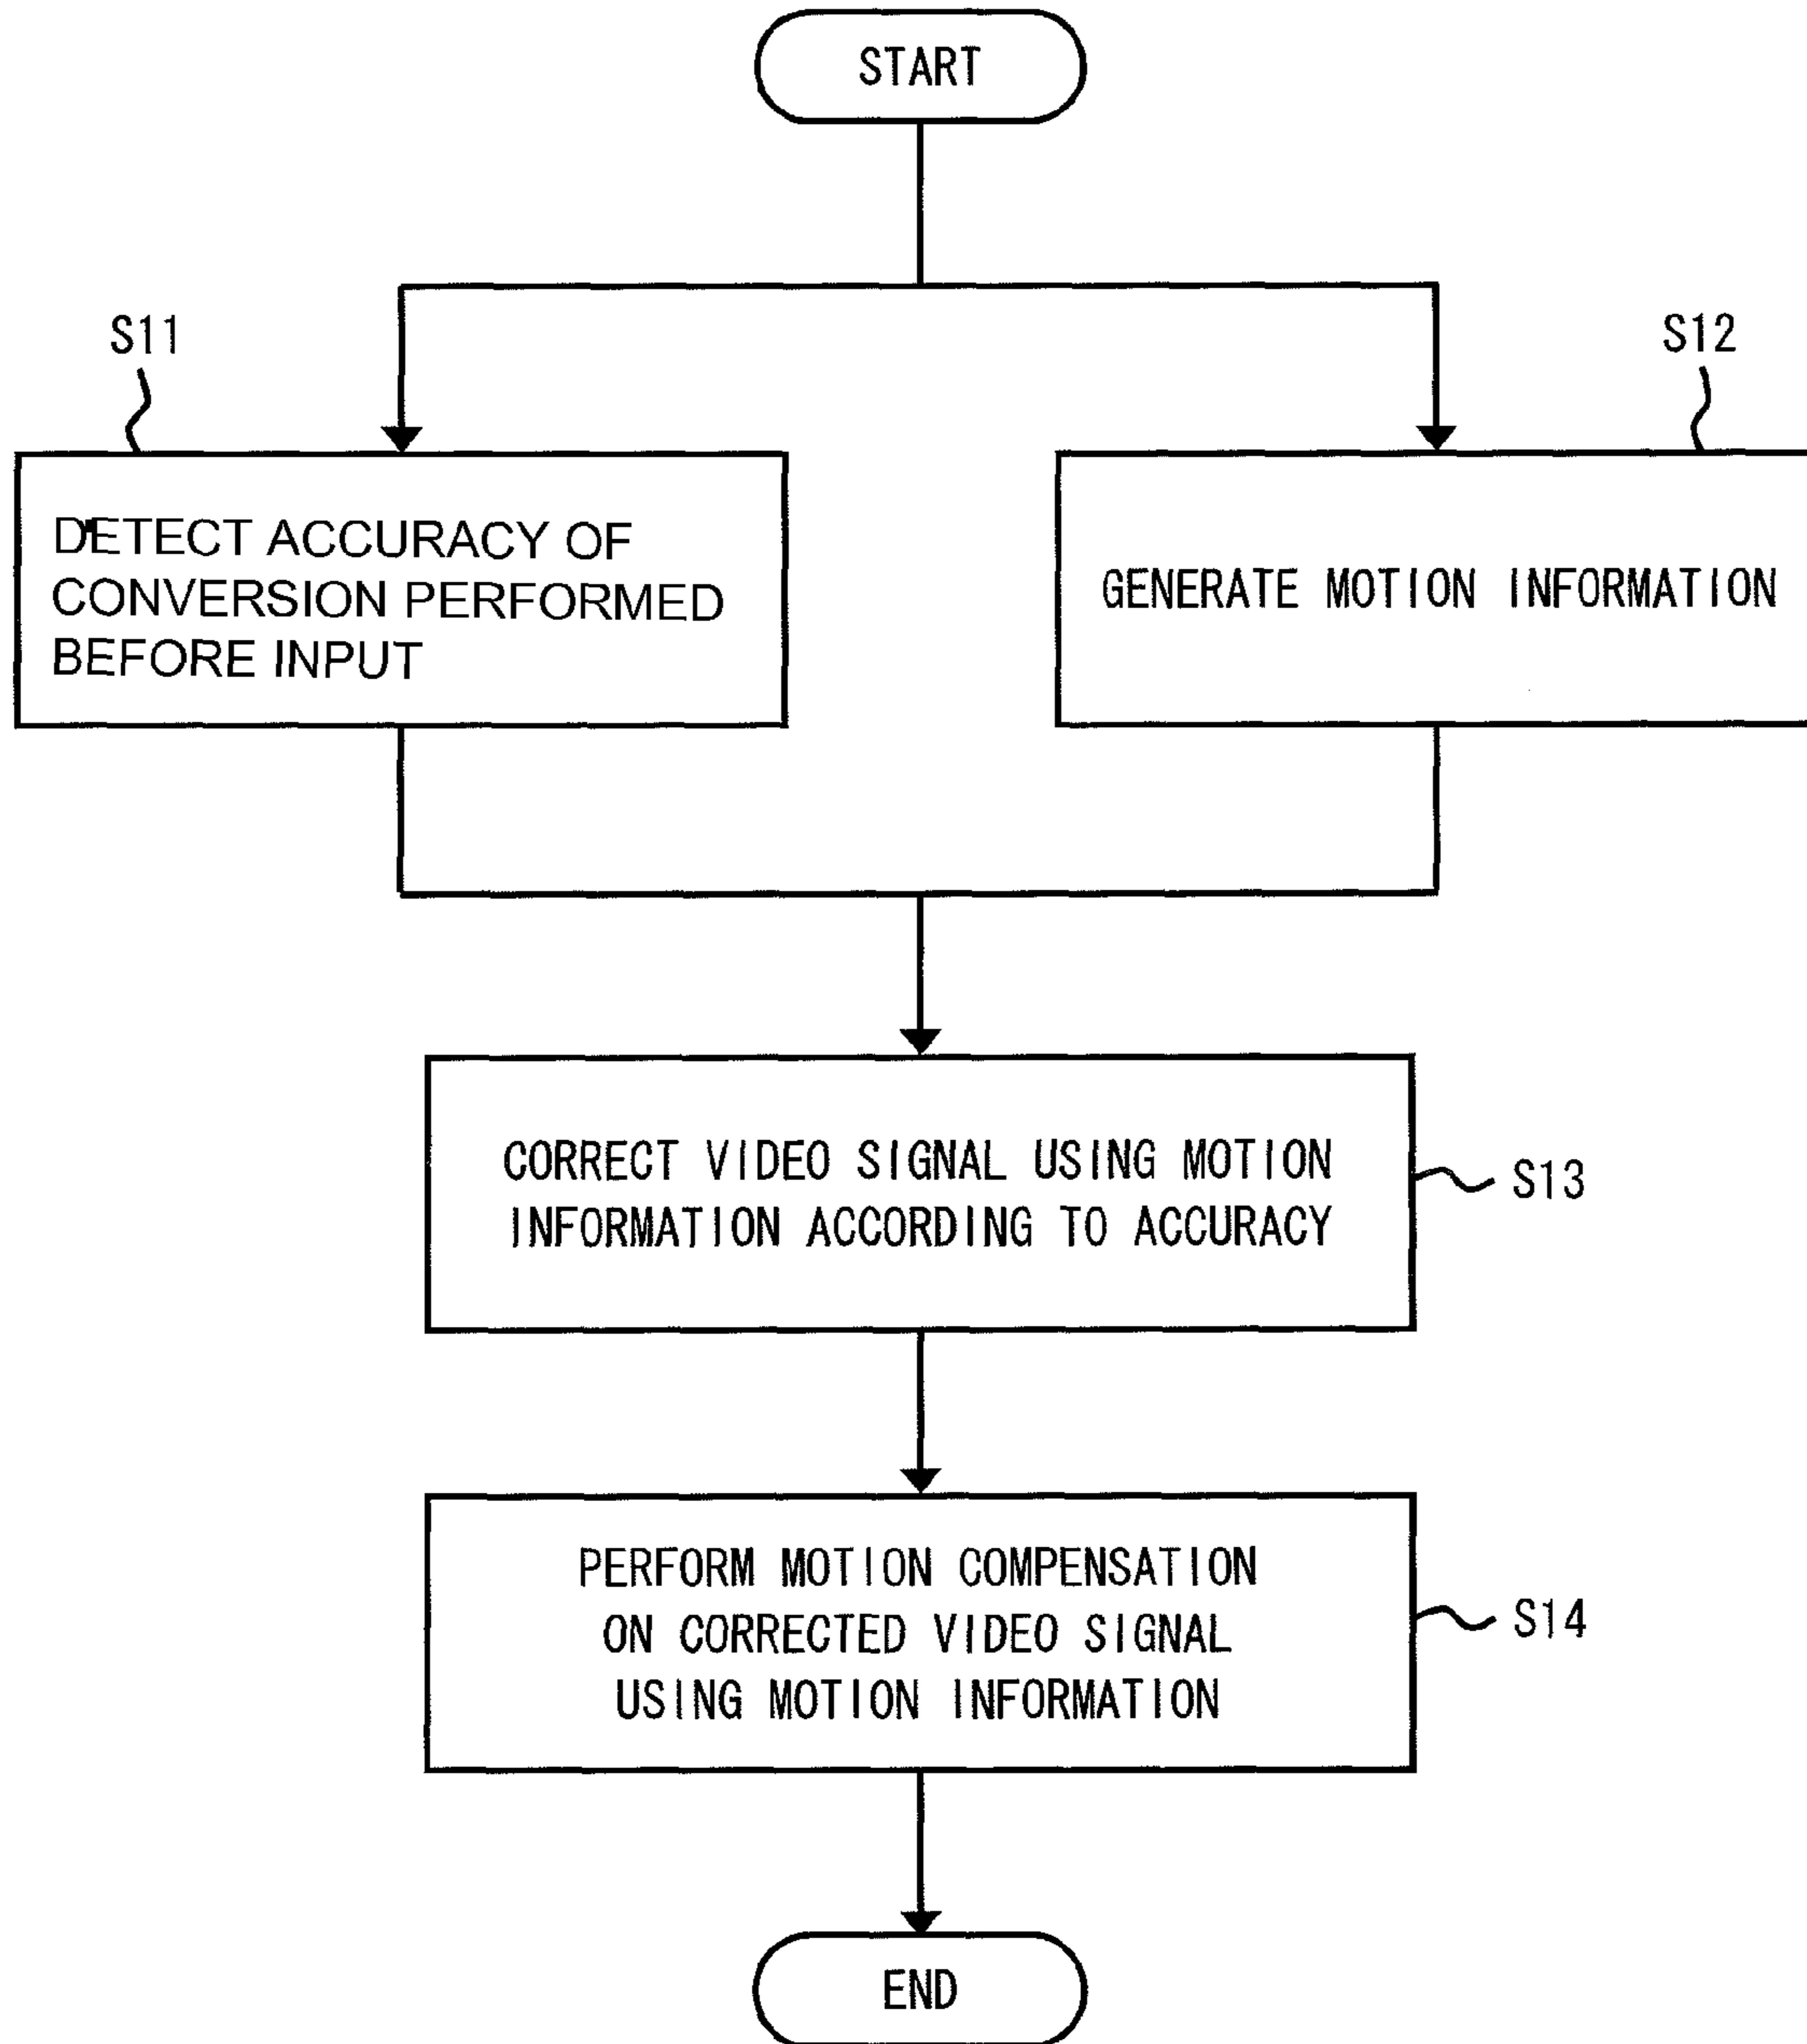 START
S11
S12
DETECT ACCURACY OF
CONVERSION PERFORMED
BEFORE INPUT
GENERATE MOTION INFORMATION
CORRECT VIDEO SIGNAL USING MOTION
INFORMATION ACCORDING TO ACCURACY
S13
PERFORM MOTION COMPENSATION
ON CORRECTED VIDEO SIGNAL
USING MOTION INFORMATION
S14
END